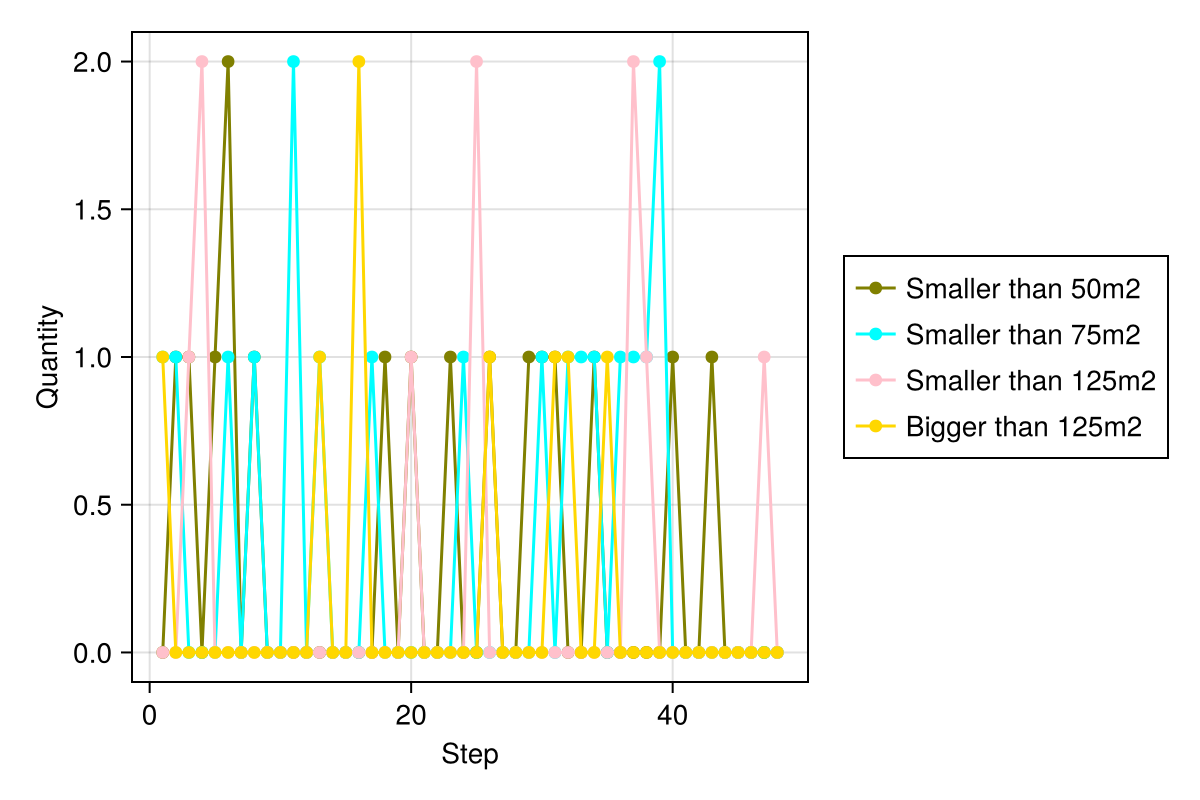 2.0
1.5
1.0
0.5
0.0
Quantity
0
20
40
Step
Smaller than 50m2
Smaller than 75m2
Smaller than 125m2
Bigger than 125m2